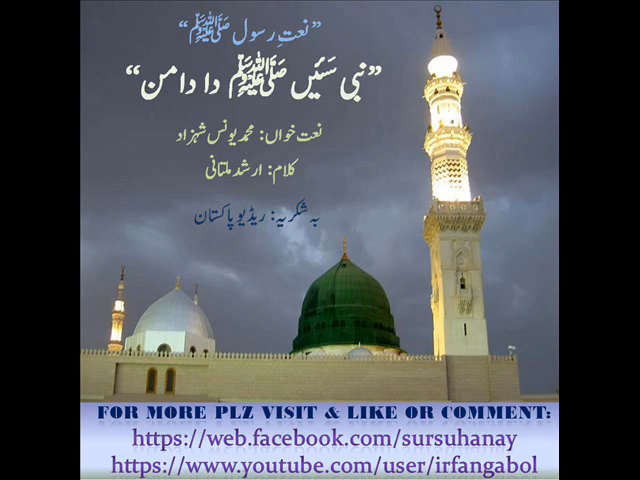 ”نعتِ رسول ﷺ“
”نبی سَئیں ﷺ دا دامن“
نعت خواں: محمد یونس شہزاد
کلام: ارشد ملتانی
بہ شکریہ: ریڈیو پاکستان
FOR MORE PLZ VISIT & LIKE OR COMMENT:
https://web.facebook.com/sursuhanay
https://www.youtube.com/user/irfangabol